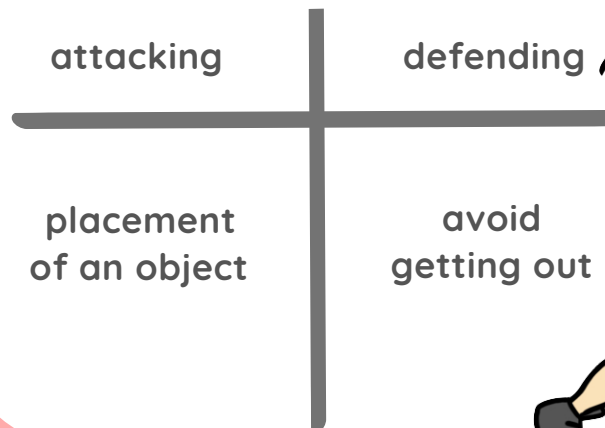 attacking
defending
placement
of an object
avoid
getting out